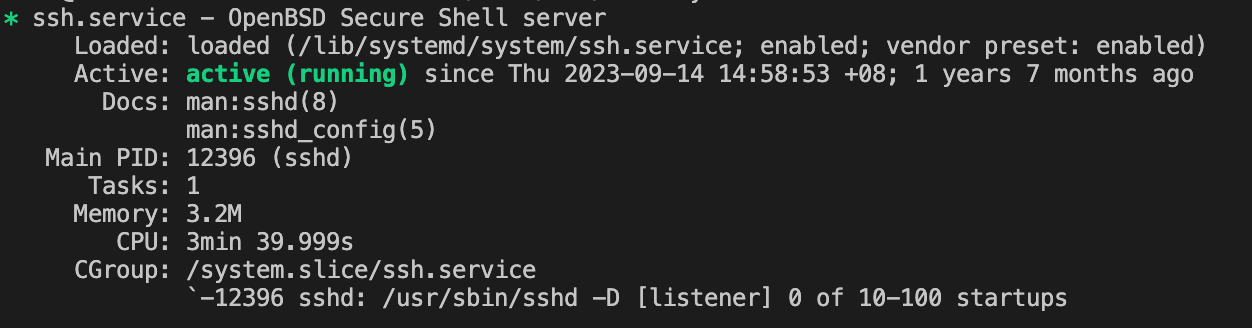 * ssh.service - OpenBSD Secure Shell server
Loaded: loaded (/lib/systemd/system/ssh.service; enabled; vendor preset: enabled)
Active: active (running) since Thu 2023-09-14 14:58:53 +08; 1 years 7 months ago
Docs: man:sshd(8)
man:sshd_config(5)
Main PID: 12396 (sshd)
Tasks: 1
Memory: 3.2M
CPU: 3min 39.999s
CGroup: /system.slice/ssh.service
`-12396 sshd: /usr/sbin/sshd -D [listener] 0 of 10-100 startups